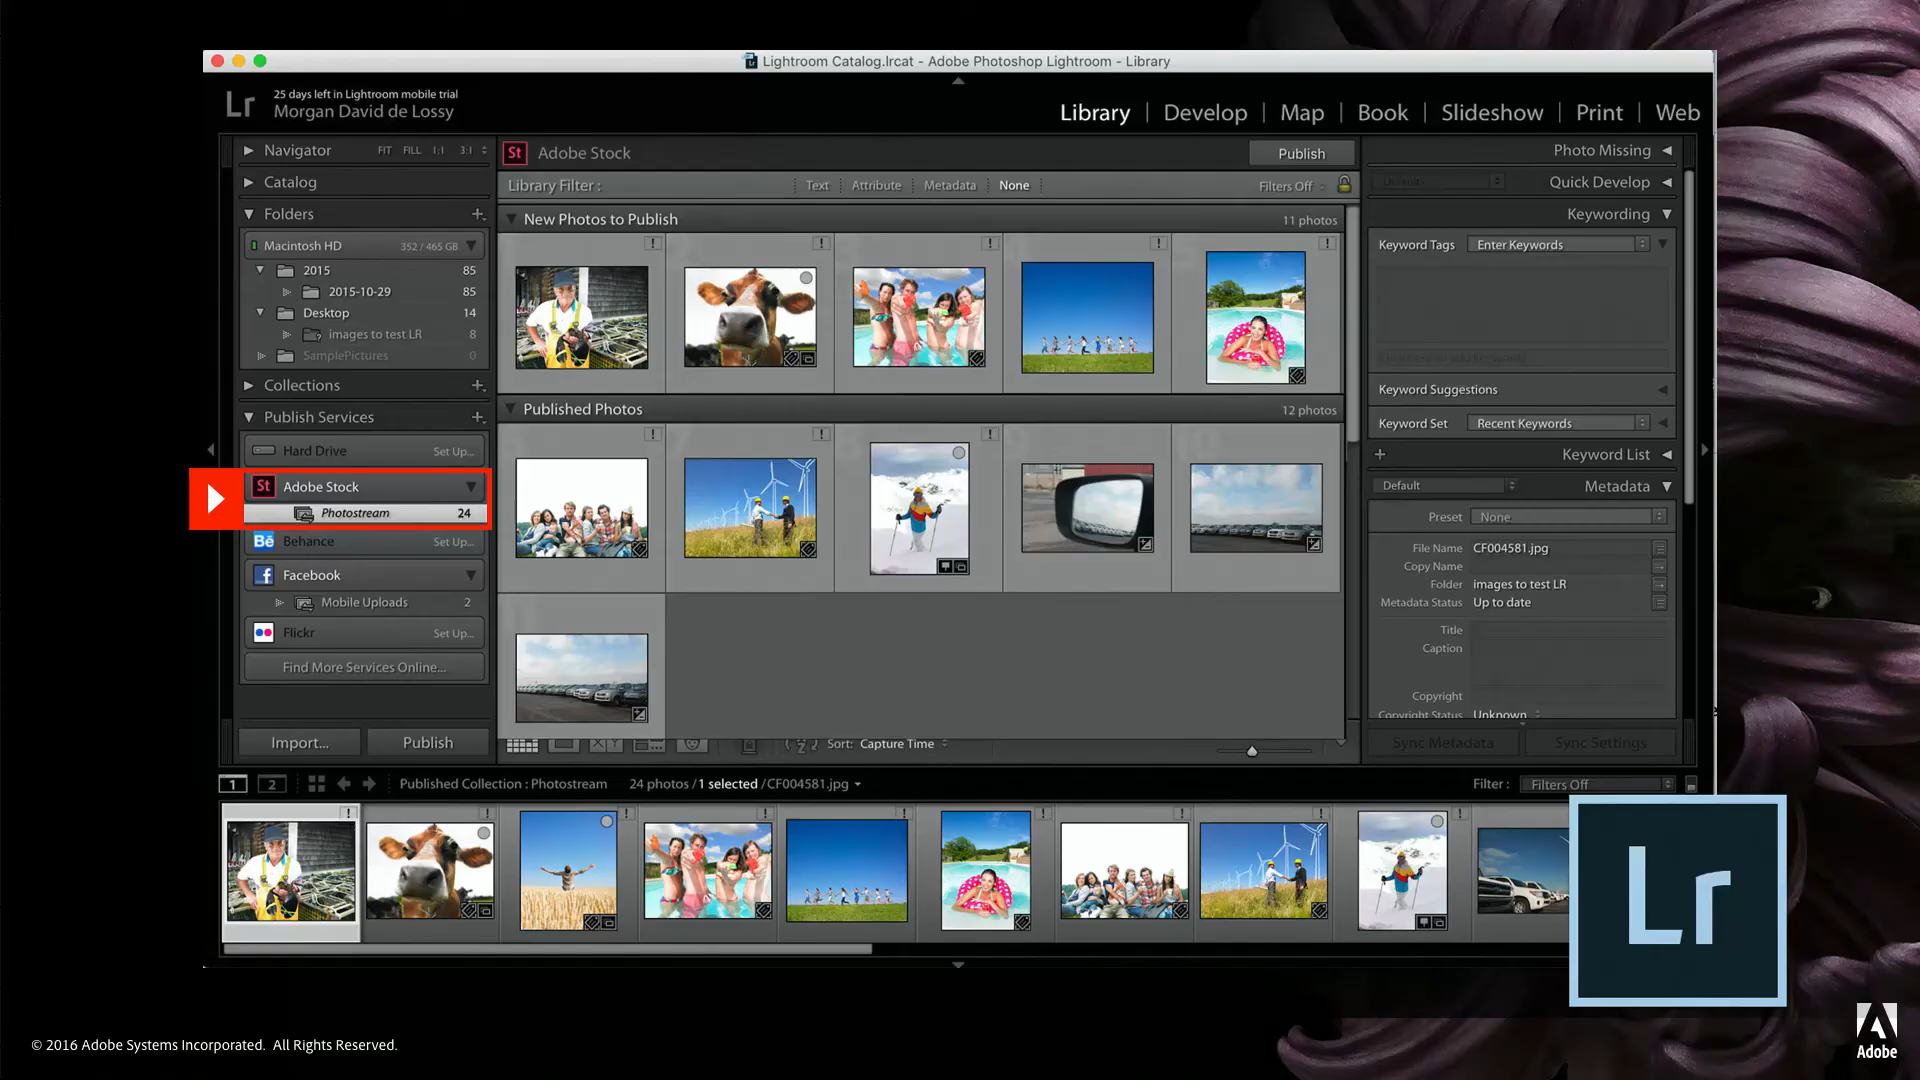 Lightroom Catalog.lrcat - Adobe Photoshop Lightroom - Library
Lr
25 days left in Lightroom mobile trial
Morgan David de Lossy
Library | Develop | Map | Book | Slideshow | Print | Web
Navigator FIT FILL 1:1 3:1
Catalog
Folders
Macintosh HD 352 / 465 GB
2015 85
2015-10-29 85
Desktop 14
images to test LR 8
SamplePictures 0
Collections
Publish Services
Hard Drive Set Up...
St Adobe Stock
Photostream 24
Bē Behance Set Up...
Facebook
Mobile Uploads 2
Flickr Set Up...
Find More Services Online...
Import... Publish
St Adobe Stock Publish
Library Filter : Text Attribute Metadata None Filters Off
New Photos to Publish 11 photos
Published Photos 12 photos
Sort: Capture Time
Photo Missing
Defaults Quick Develop
Keywording
Keyword Tags Enter Keywords
Keyword Suggestions
Keyword Set Recent Keywords
Keyword List
Default Metadata
Preset None
File Name CF004581.jpg
Copy Name
Folder images to test LR
Metadata Status Up to date
Title
Caption
Copyright
Copyright Status Unknown
Sync Metadata Sync Settings
1 2 Published Collection : Photostream 24 photos / 1 selected / CF004581.jpg Filter : Filters Off
Lr
© 2016 Adobe Systems Incorporated. All Rights Reserved.
Adobe